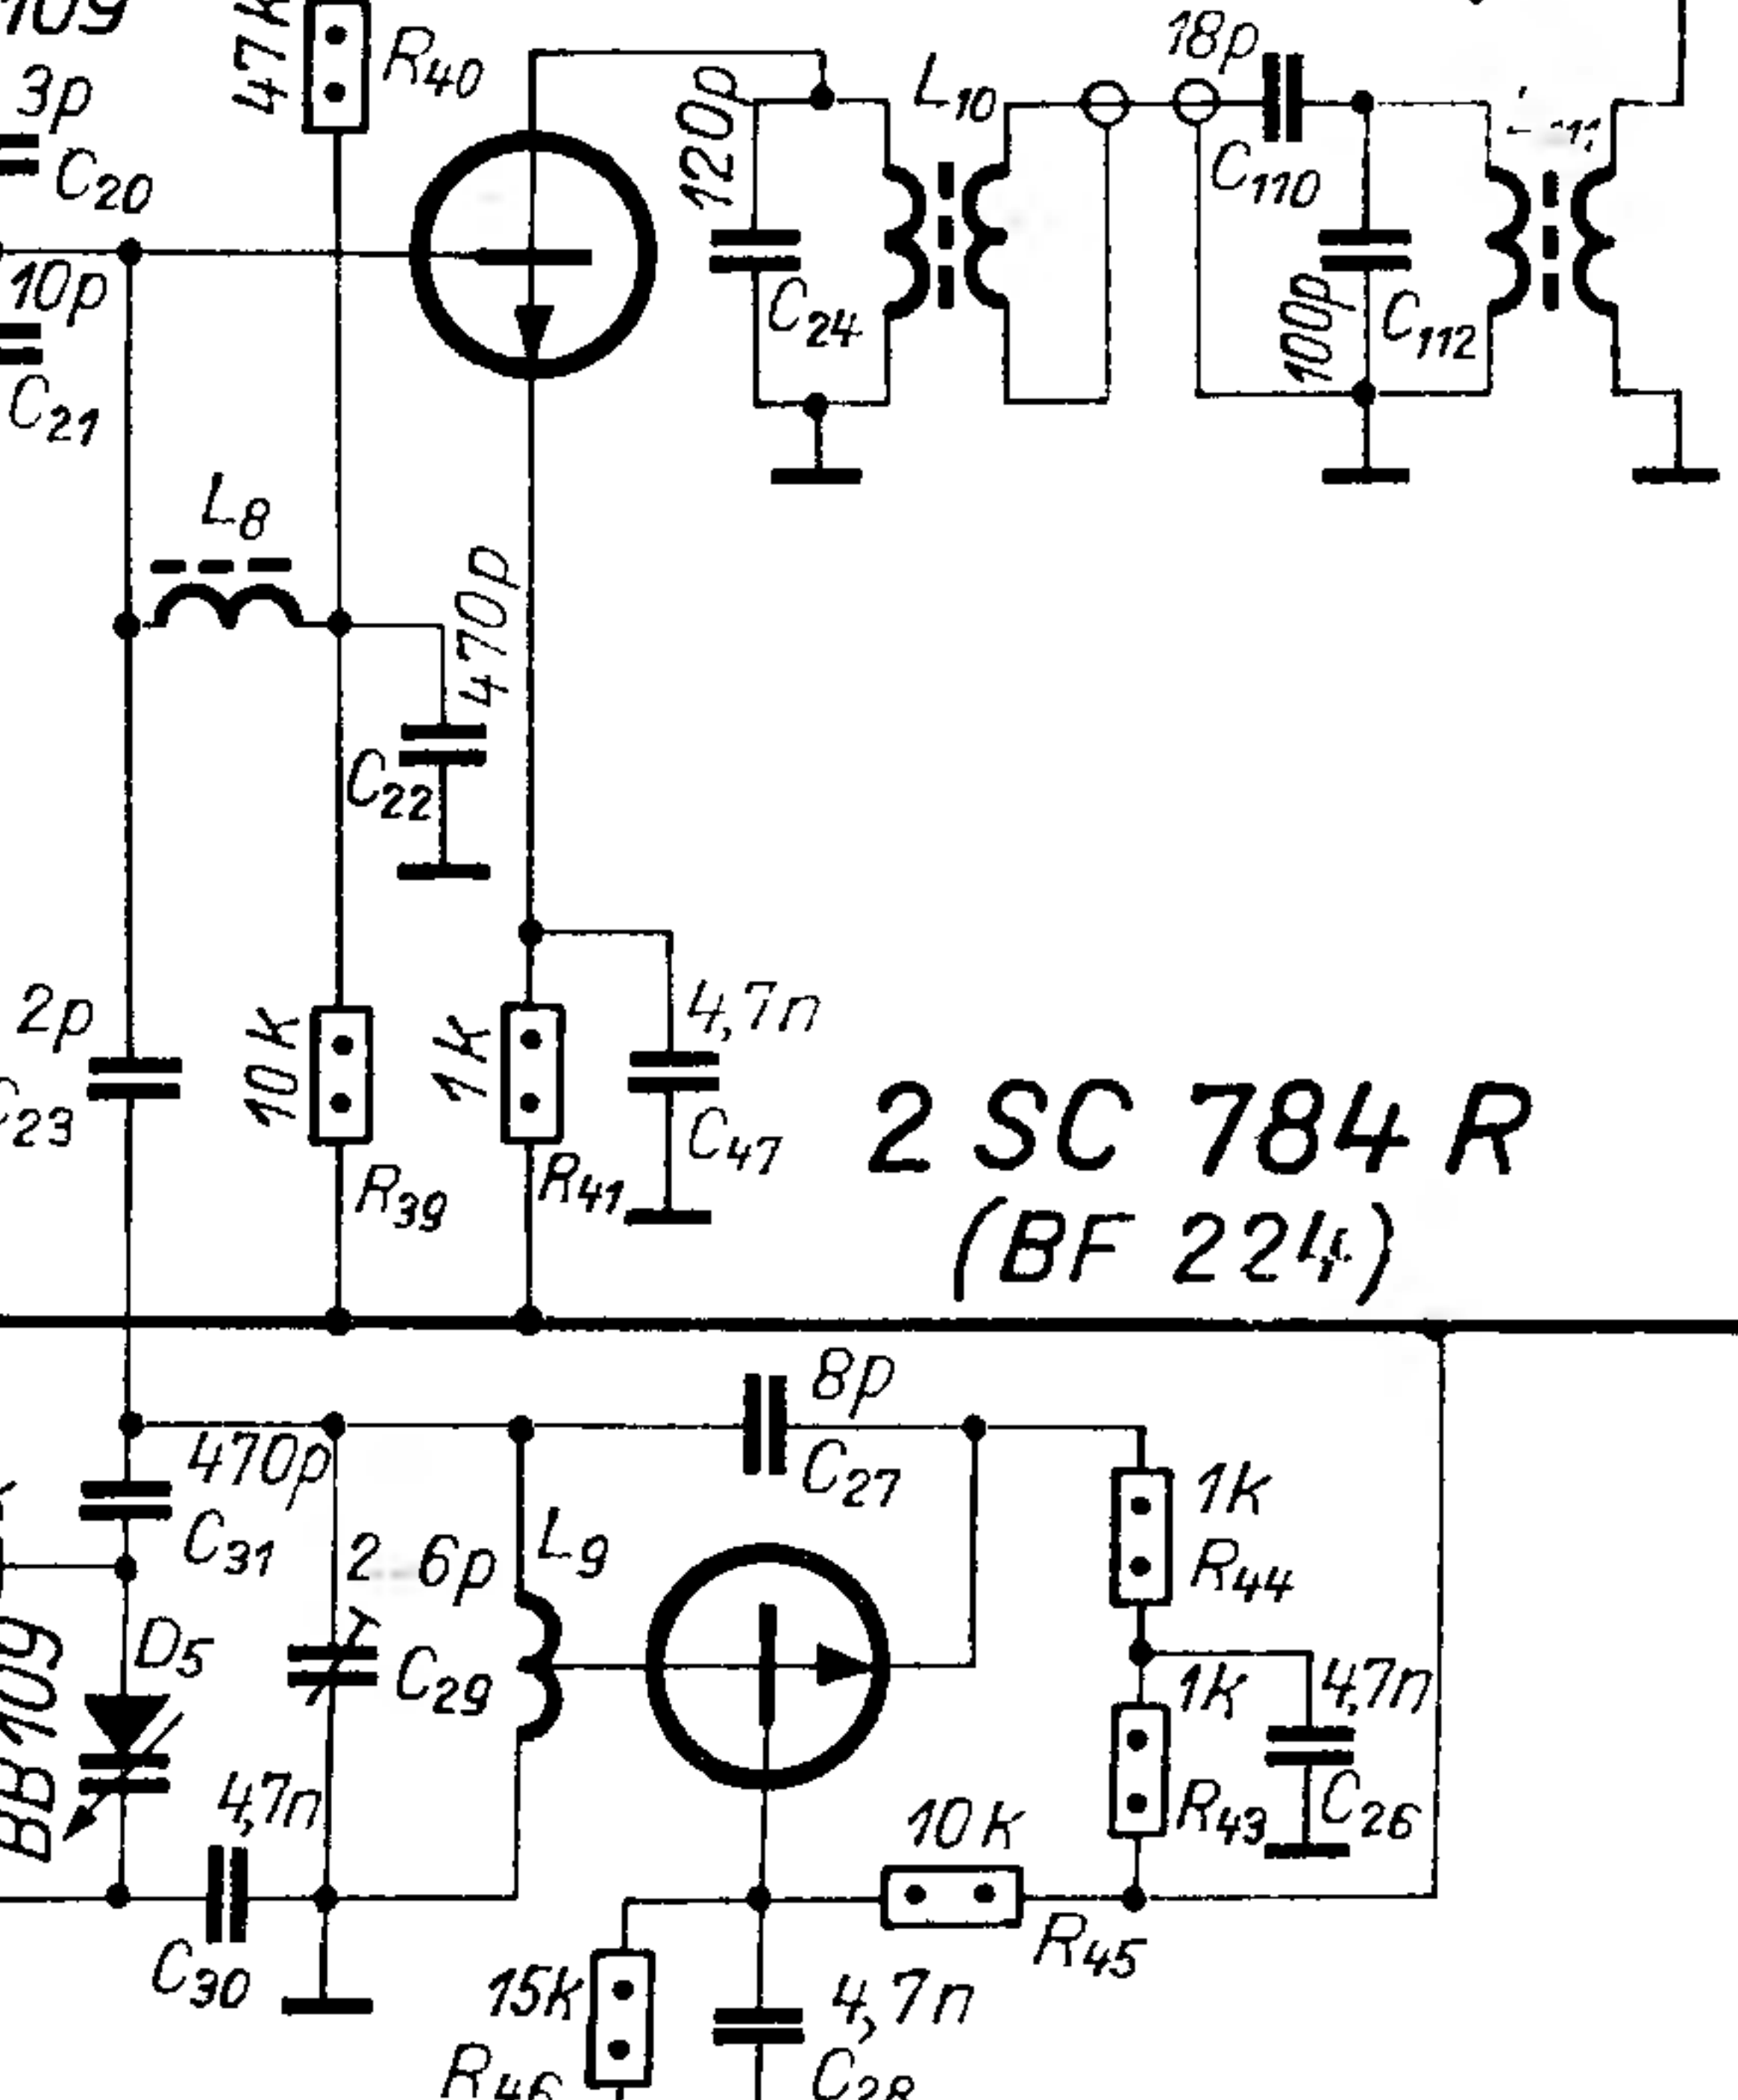 109
47K
R40
18p
3p
L10
120p
C20
C110
10p
C24
100p
C112
C21
L8
470p
C22
2p
4,7n
10K
1K
C23
C47
2 SC 784 R
R39
R41
(BF 224)
8p
470p
C27
1k
C31
2 6p
L9
R44
D5
C29
1k
4,7n
BB109
4,7n
R43
C26
10K
C30
R45
15k
4,7n
R46
C28